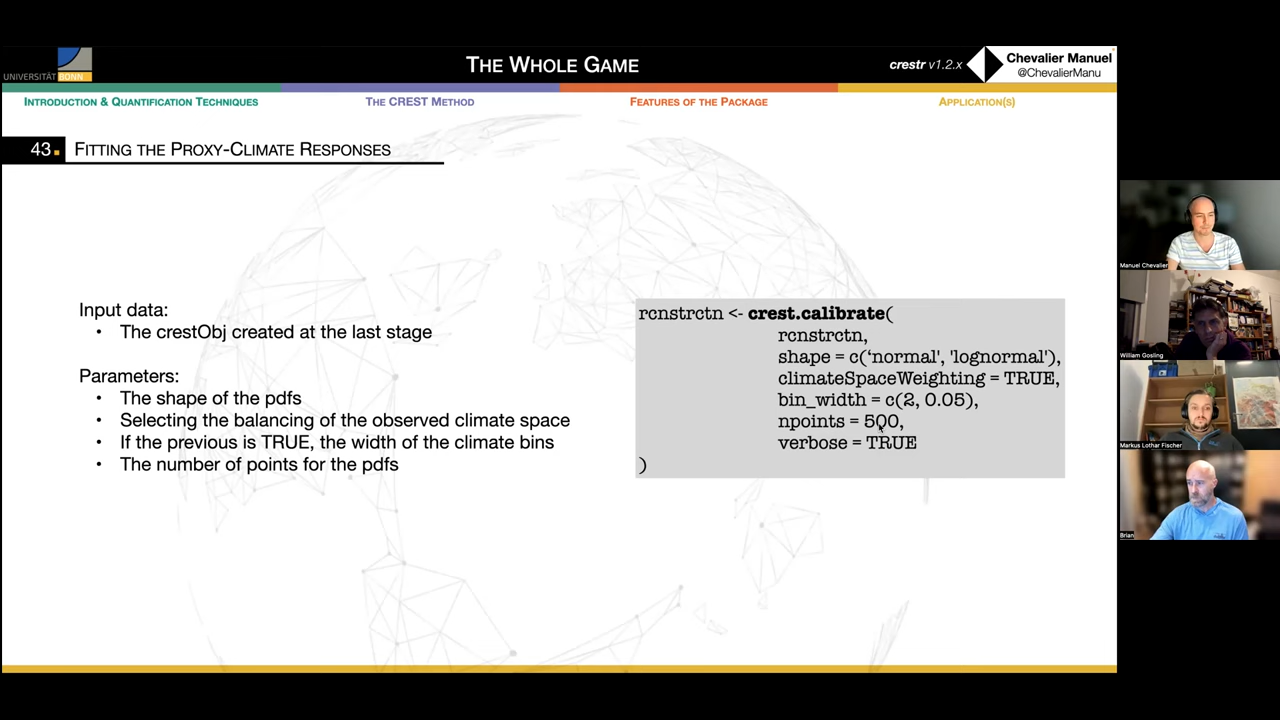 UNIVERSITÄT BONN
THE WHOLE GAME
crestr v1.2.x
Chevalier Manuel
@ChevalierManu
INTRODUCTION & QUANTIFICATION TECHNIQUES
THE CREST METHOD
FEATURES OF THE PACKAGE
APPLICATION(S)
43. FITTING THE PROXY-CLIMATE RESPONSES
Input data:
• The crestObj created at the last stage
Parameters:
• The shape of the pdfs
• Selecting the balancing of the observed climate space
• If the previous is TRUE, the width of the climate bins
• The number of points for the pdfs
rcnstrctn <- crest.calibrate(
rcnstrctn,
shape = c('normal', 'lognormal'),
climateSpaceWeighting = TRUE,
bin_width = c(2, 0.05),
npoints = 500,
verbose = TRUE
)
Manuel Chevalier
William Gosling
Markus Lothar Fischer
Brian